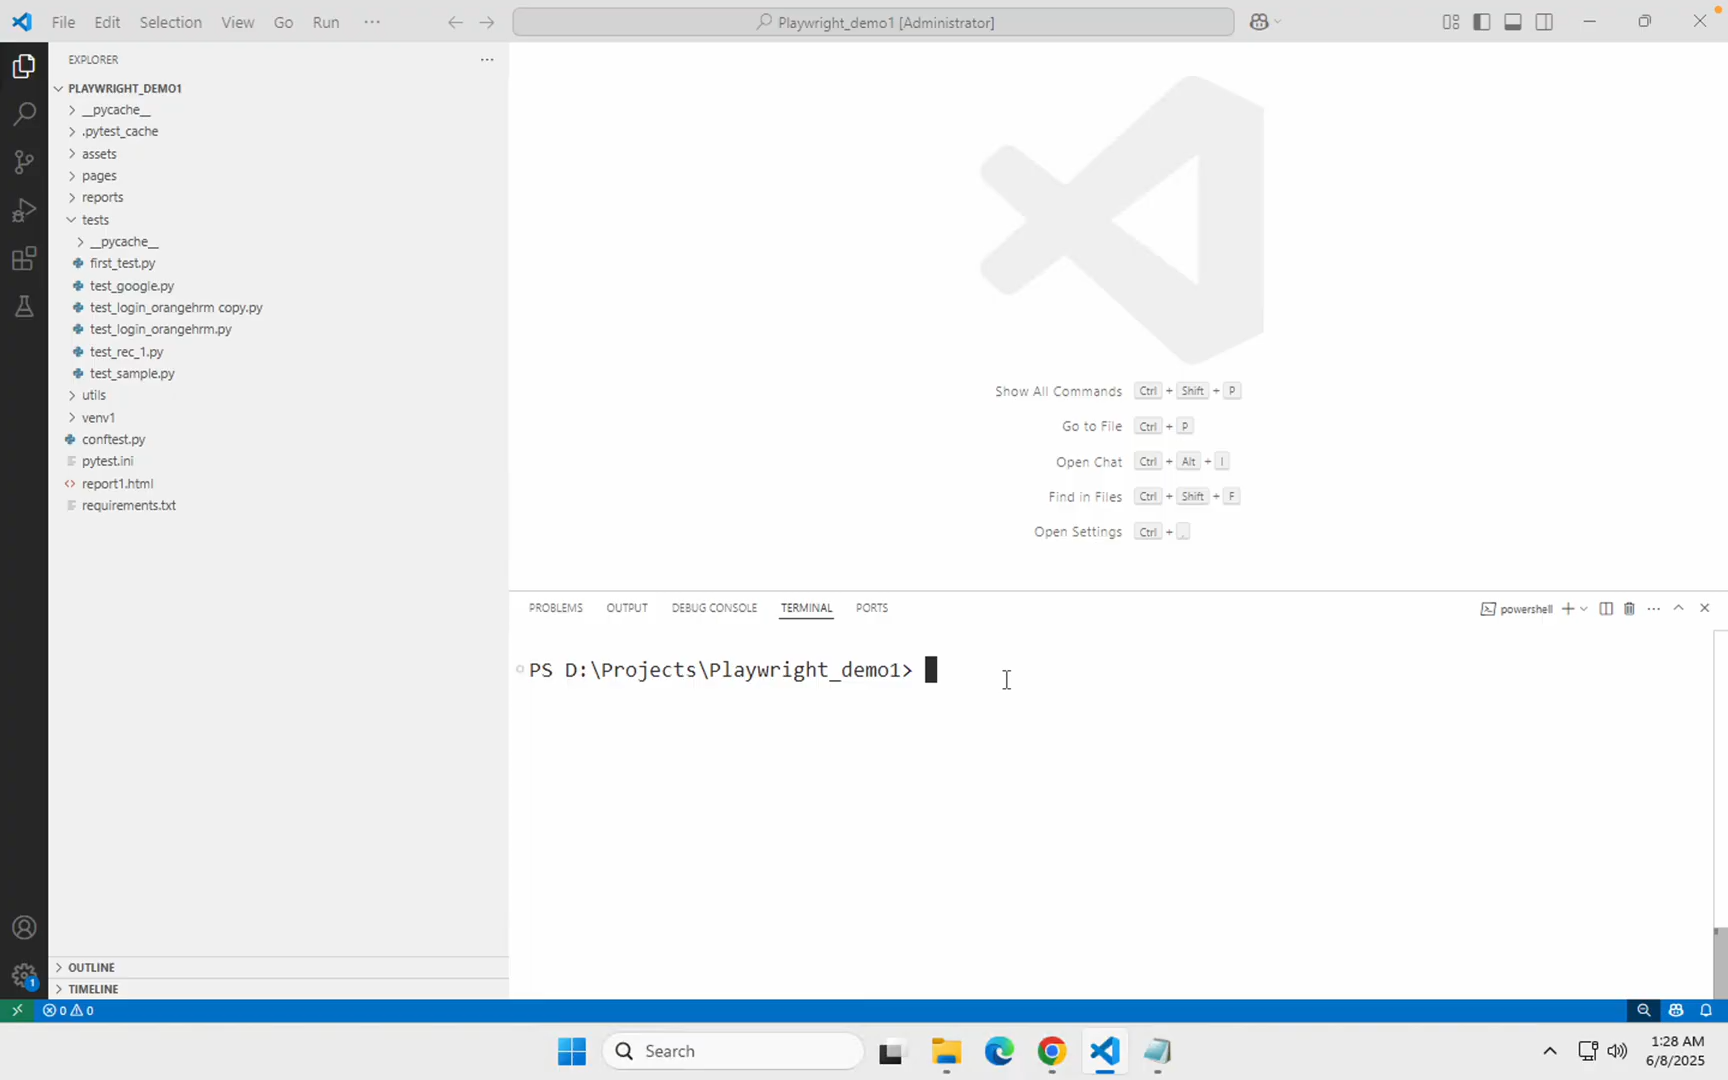 File Edit Selection View Go Run ···
Playwright_demo1 [Administrator]
EXPLORER
PLAYWRIGHT_DEMO1
__pycache__
.pytest_cache
assets
pages
reports
tests
__pycache__
first_test.py
test_google.py
test_login_orangehrm copy.py
test_login_orangehrm.py
test_rec_1.py
test_sample.py
utils
venv1
conftest.py
pytest.ini
report1.html
requirements.txt
OUTLINE
TIMELINE
Show All Commands Ctrl + Shift + P
Go to File Ctrl + P
Open Chat Ctrl + Alt + I
Find in Files Ctrl + Shift + F
Open Settings Ctrl + ,
PROBLEMS OUTPUT DEBUG CONSOLE TERMINAL PORTS
powershell
PS D:\Projects\Playwright_demo1>
1
0 0
Search
1:28 AM
6/8/2025